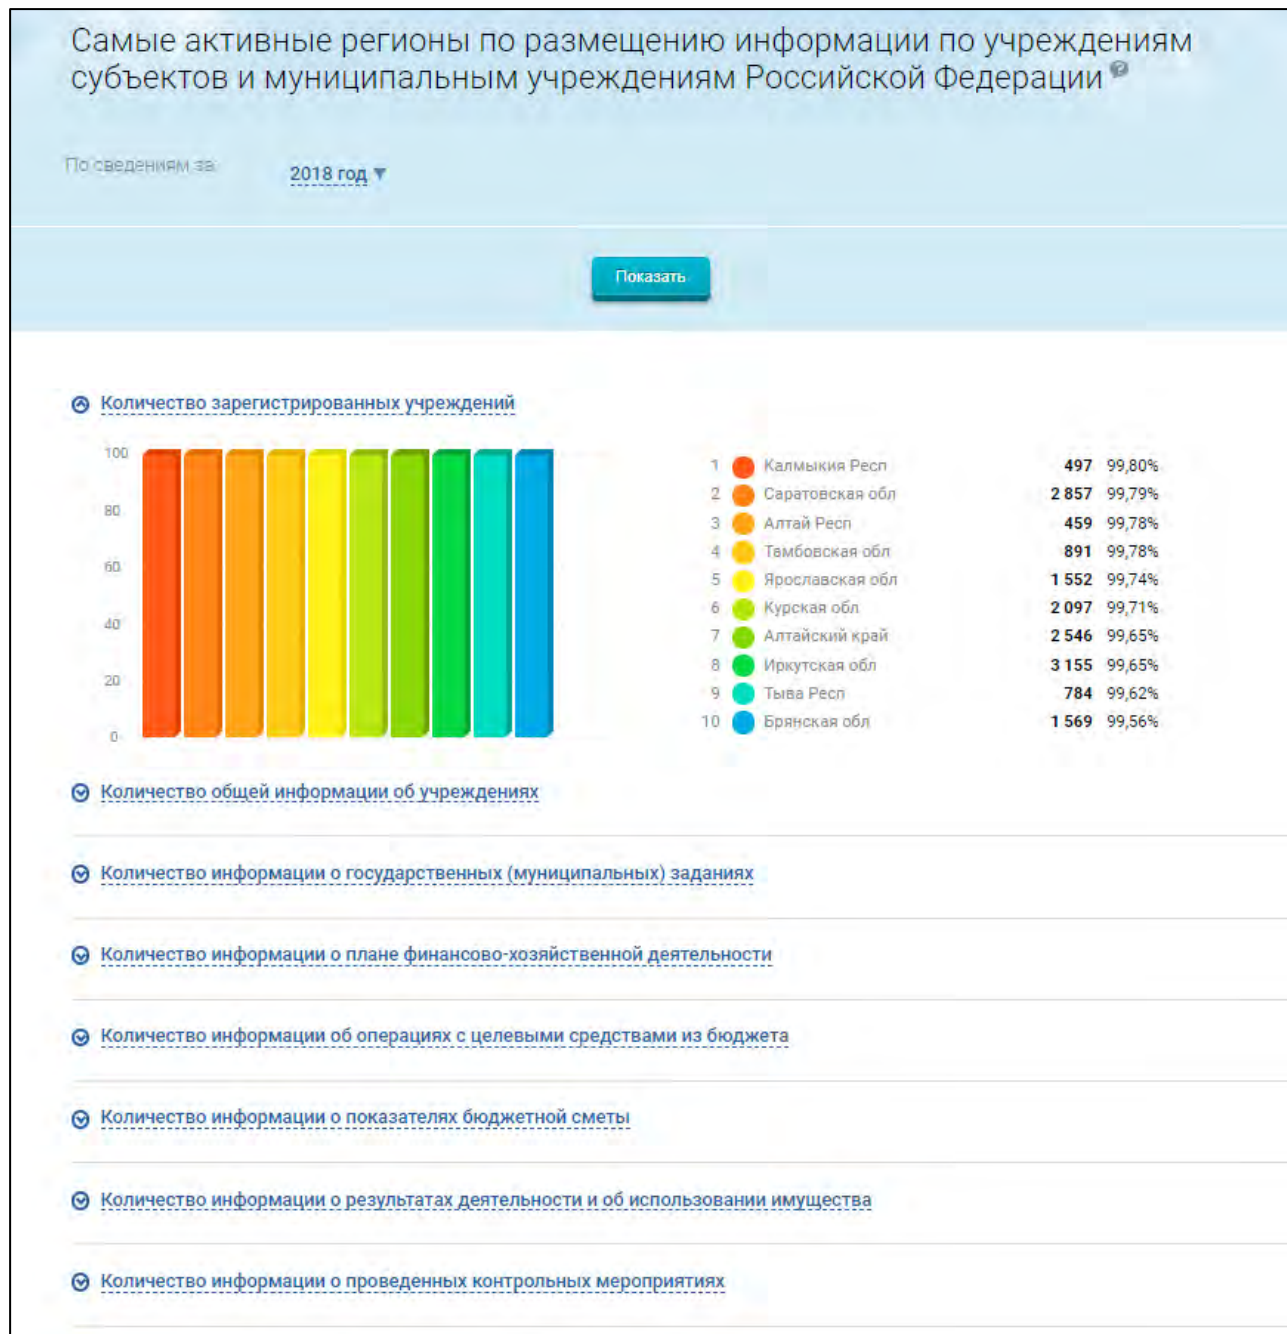 Самые активные регионы по размещению информации по учреждениям
субъектов и муниципальным учреждениям Российской Федерации ?
По сведениям за:
2018 год ▼
Показать
Количество зарегистрированных учреждений
100
80
60
40
20
0
1 Калмыкия Респ 497 99,80%
2 Саратовская обл 2 857 99,79%
3 Алтай Респ 459 99,78%
4 Тамбовская обл 891 99,78%
5 Ярославская обл 1 552 99,74%
6 Курская обл 2 097 99,71%
7 Алтайский край 2 546 99,65%
8 Иркутская обл 3 155 99,65%
9 Тыва Респ 784 99,62%
10 Брянская обл 1 569 99,56%
Количество общей информации об учреждениях
Количество информации о государственных (муниципальных) заданиях
Количество информации о плане финансово-хозяйственной деятельности
Количество информации об операциях с целевыми средствами из бюджета
Количество информации о показателях бюджетной сметы
Количество информации о результатах деятельности и об использовании имущества
Количество информации о проведенных контрольных мероприятиях